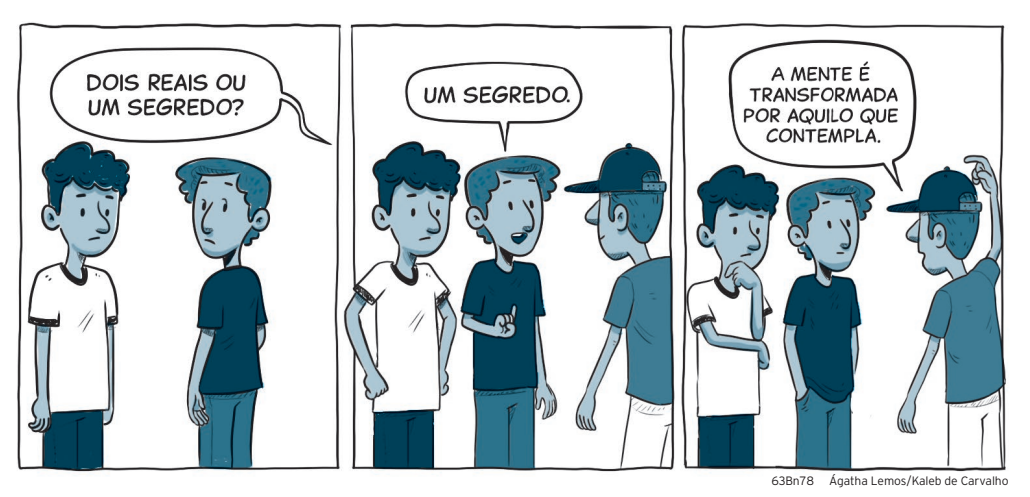 DOIS REAIS OU
UM SEGREDO?
UM SEGREDO.
A MENTE É
TRANSFORMADA
POR AQUILO QUE
CONTEMPLA.
63Bn78 Ágatha Lemos/Kaleb de Carvalho